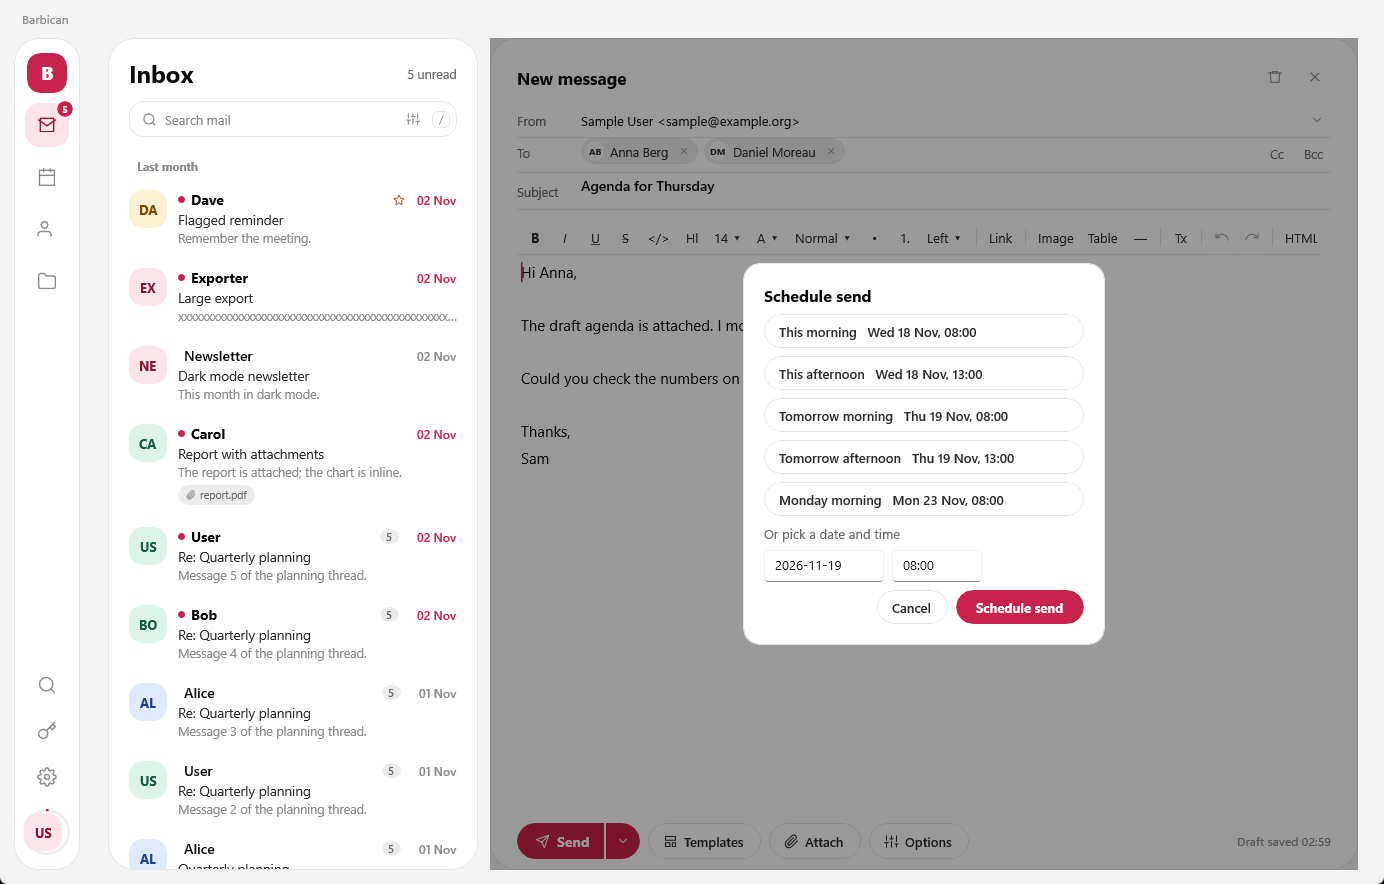 Barbican
B
5
Inbox
5 unread
Search mail
/
Last month
DA
Dave
02 Nov
Flagged reminder
Remember the meeting.
EX
Exporter
02 Nov
Large export
NE
Newsletter
02 Nov
Dark mode newsletter
This month in dark mode.
CA
Carol
02 Nov
Report with attachments
The report is attached; the chart is inline.
report.pdf
US
User
5
02 Nov
Re: Quarterly planning
Message 5 of the planning thread.
BO
Bob
5
02 Nov
Re: Quarterly planning
Message 4 of the planning thread.
AL
Alice
5
01 Nov
Re: Quarterly planning
Message 3 of the planning thread.
US
User
5
01 Nov
Re: Quarterly planning
Message 2 of the planning thread.
AL
Alice
5
01 Nov
Quarterly planning
US
New message
From
Sample User <sample@example.org>
To
AB Anna Berg
DM Daniel Moreau
Cc
Bcc
Subject
Agenda for Thursday
B I U S </> Hl 14 A Normal • 1. Left Link Image Table — Tx HTML
Hi Anna,
The draft agenda is attached. I
Could you check the numbers on
Thanks,
Sam
Schedule send
This morning Wed 18 Nov, 08:00
This afternoon Wed 18 Nov, 13:00
Tomorrow morning Thu 19 Nov, 08:00
Tomorrow afternoon Thu 19 Nov, 13:00
Monday morning Mon 23 Nov, 08:00
Or pick a date and time
2026-11-19
08:00
Cancel
Schedule send
Send
Templates
Attach
Options
Draft saved 02:59